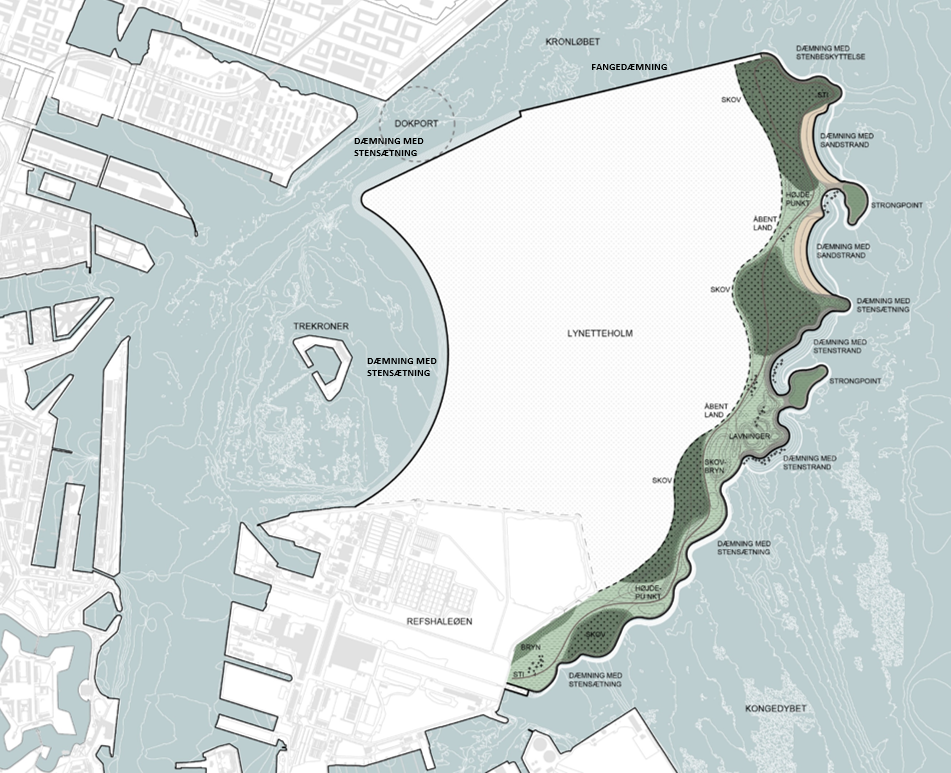 KRONLØBET
DÆMNING MED
STENBESKYTTELSE
FANGEDÆMNING
STI
SKOV
DOKPORT
DÆMNING MED
STENSÆTNING
DÆMNING MED
SANDSTRAND
HØJDE-
PUNKT
STRONGPOINT
ÅBENT
LAND
DÆMNING MED
SANDSTRAND
SKOV
DÆMNING MED
STENSÆTNING
TREKRONER
LYNETTEHOLM
DÆMNING MED
STENSTRAND
DÆMNING MED
STENSÆTNING
STRONGPOINT
ÅBENT
LAND
LAVNINGER
DÆMNING MED
STENSTRAND
SKOV-
BRYN
SKOV
DÆMNING MED
STENSÆTNING
HØJDE-
PUNKT
REFSHALEØEN
SKOV
BRYN
STI
DÆMNING MED
STENSÆTNING
KONGEDYBET